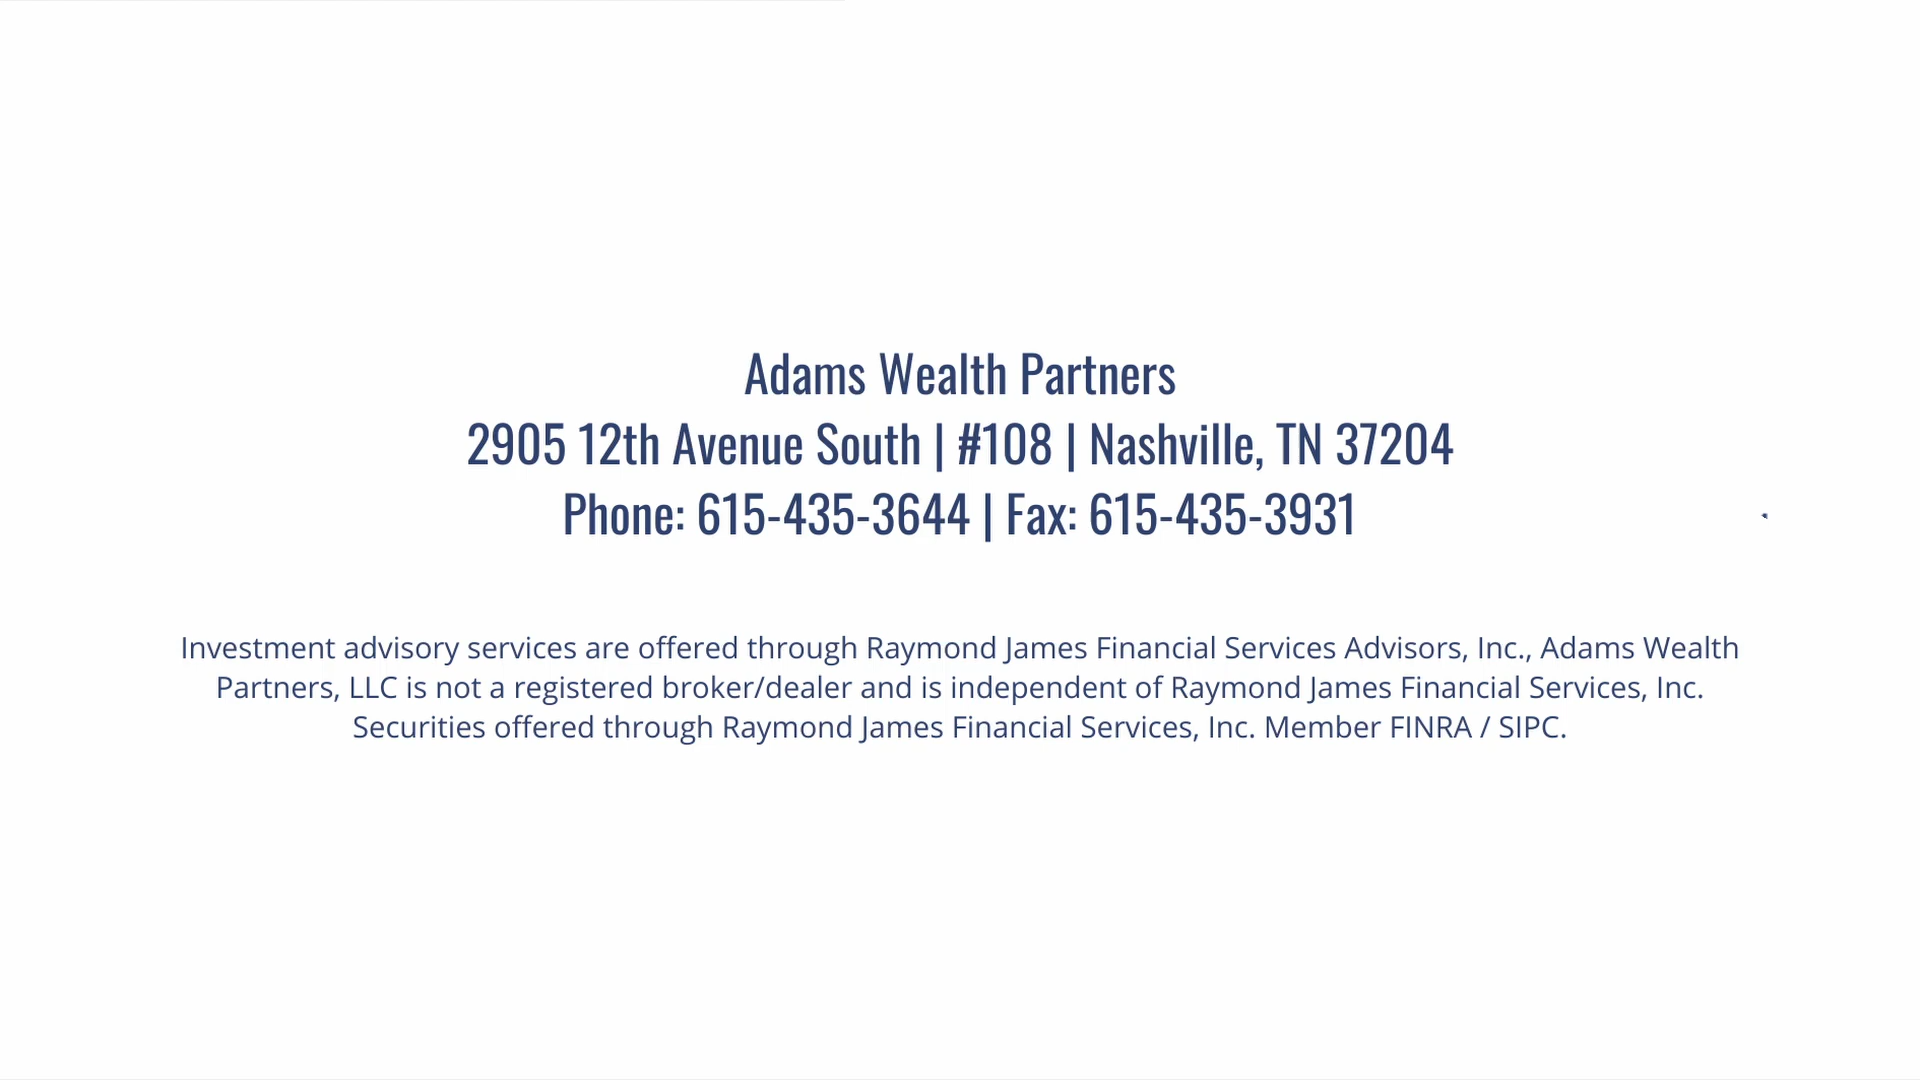 Adams Wealth Partners
2905 12th Avenue South | #108 | Nashville, TN 37204
Phone: 615-435-3644 | Fax: 615-435-3931
Investment advisory services are offered through Raymond James Financial Services Advisors, Inc., Adams Wealth
Partners, LLC is not a registered broker/dealer and is independent of Raymond James Financial Services, Inc.
Securities offered through Raymond James Financial Services, Inc. Member FINRA / SIPC.